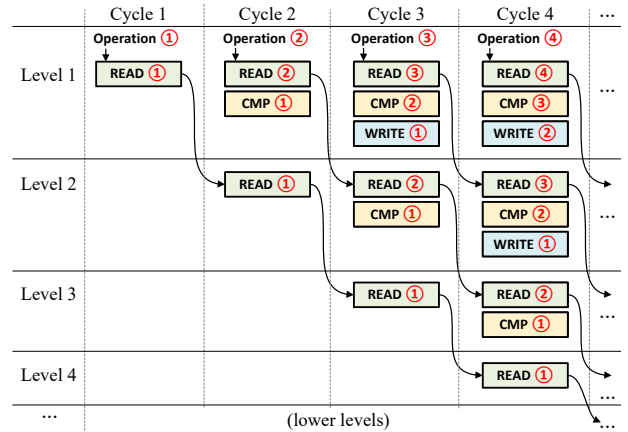 Cycle 1 Cycle 2 Cycle 3 Cycle 4 ...
Operation ① Operation ② Operation ③ Operation ④
Level 1 READ ① READ ② READ ③ READ ④ ...
CMP ① CMP ② CMP ③
WRITE ① WRITE ②
Level 2 READ ① READ ② READ ③
CMP ① CMP ② ...
WRITE ①
Level 3 READ ① READ ② ...
CMP ①
Level 4 READ ① ...
... (lower levels) ...